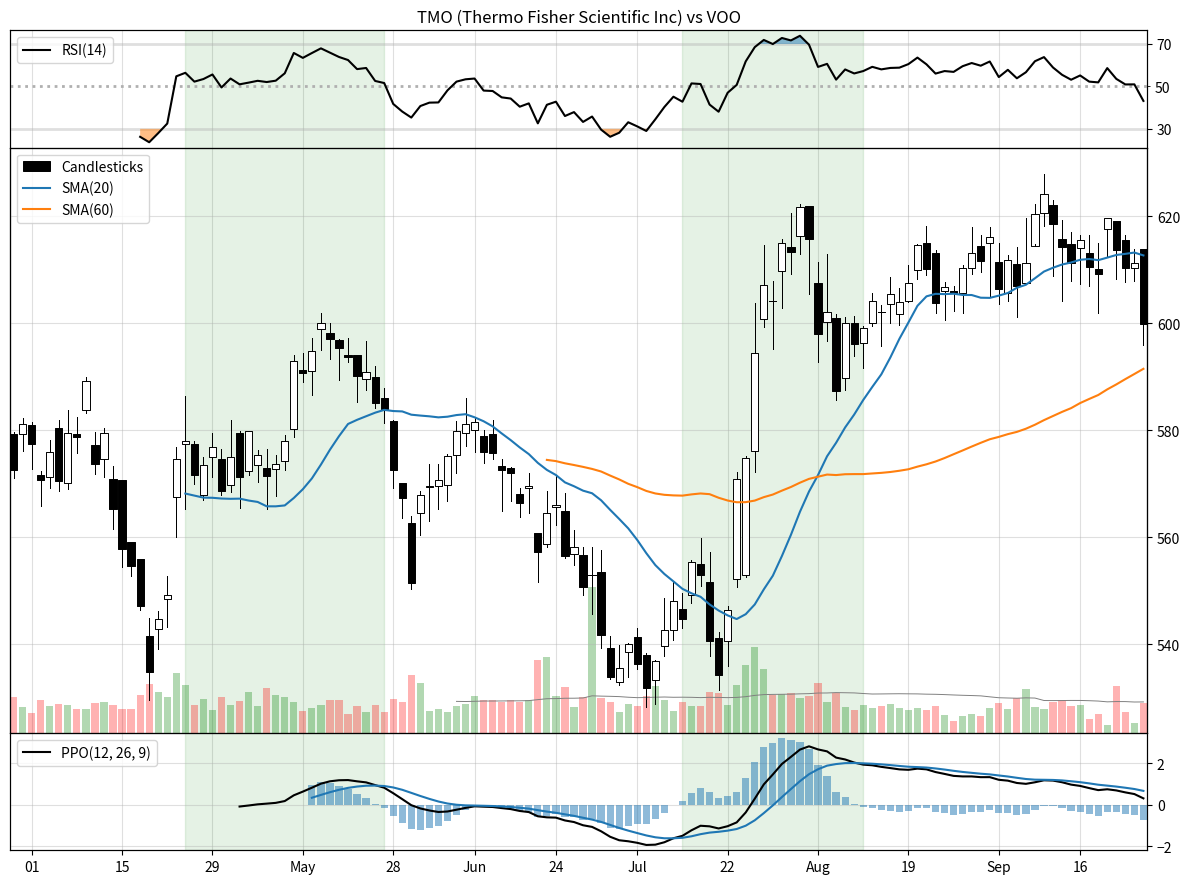 TMO (Thermo Fisher Scientific Inc) vs VOO
RSI(14)
70
50
30
Candlesticks
SMA(20)
SMA(60)
620
600
580
560
540
PPO(12, 26, 9)
2
0
−2
01 15 29 May 28 Jun 24 Jul 22 Aug 19 Sep 16